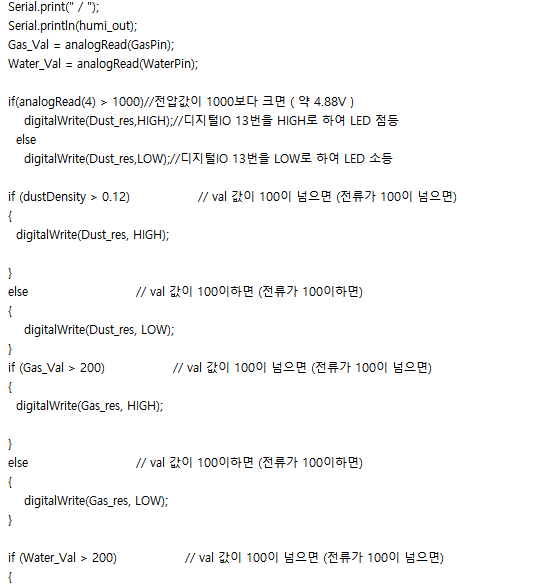 Serial.print(" / ");
Serial.println(humi_out);
Gas_Val = analogRead(GasPin);
Water_Val = analogRead(WaterPin);
if(analogRead(4) > 1000)//전압값이 1000보다 크면 ( 약 4.88V )
digitalWrite(Dust_res,HIGH);//디지털IO 13번을 HIGH로 하여 LED 점등
else
digitalWrite(Dust_res,LOW);//디지털IO 13번을 LOW로 하여 LED 소등
if (dustDensity > 0.12) // val 값이 100이 넘으면 (전류가 100이 넘으면)
{
digitalWrite(Dust_res, HIGH);
}
else // val 값이 100이하면 (전류가 100이하면)
{
digitalWrite(Dust_res, LOW);
}
if (Gas_Val > 200) // val 값이 100이 넘으면 (전류가 100이 넘으면)
{
digitalWrite(Gas_res, HIGH);
}
else // val 값이 100이하면 (전류가 100이하면)
{
digitalWrite(Gas_res, LOW);
}
if (Water_Val > 200) // val 값이 100이 넘으면 (전류가 100이 넘으면)
{